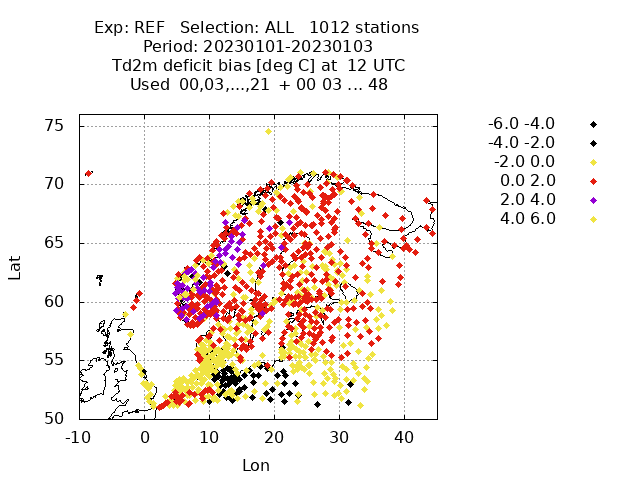 Exp: REF   Selection: ALL   1012 stations
Period: 20230101-20230103
Td2m deficit bias [deg C] at  12 UTC
Used  00,03,...,21  + 00 03 ... 48
-6.0 -4.0
-4.0 -2.0
-2.0 0.0
0.0 2.0
2.0 4.0
4.0 6.0
75
70
65
60
55
50
Lat
-10 0 10 20 30 40
Lon